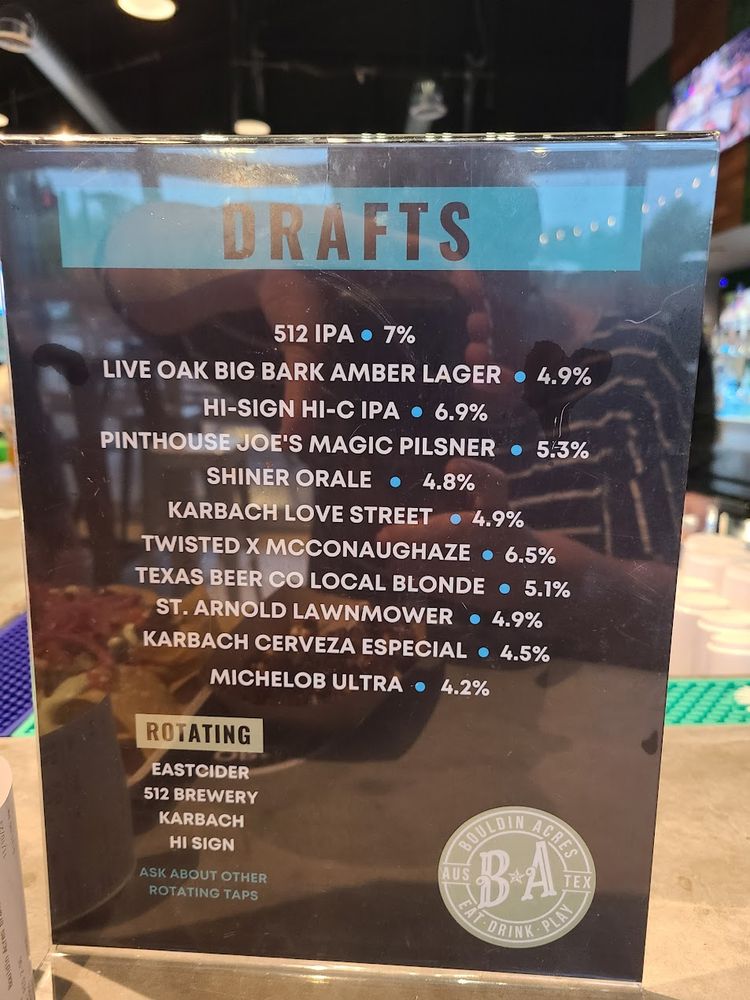 DRAFTS
512 IPA • 7%
LIVE OAK BIG BARK AMBER LAGER • 4.9%
HI-SIGN HI-C IPA • 6.9%
PINTHOUSE JOE'S MAGIC PILSNER • 5.3%
SHINER ORALE • 4.8%
KARBACH LOVE STREET • 4.9%
TWISTED X MCCONAUGHAZE • 6.5%
TEXAS BEER CO LOCAL BLONDE • 5.1%
ST. ARNOLD LAWNMOWER • 4.9%
KARBACH CERVEZA ESPECIAL • 4.5%
MICHELOB ULTRA • 4.2%
ROTATING
EASTCIDER
512 BREWERY
KARBACH
HI SIGN
ASK ABOUT OTHER
ROTATING TAPS
BOULDIN ACRES
AUS B★A TEX
EAT·DRINK·PLAY